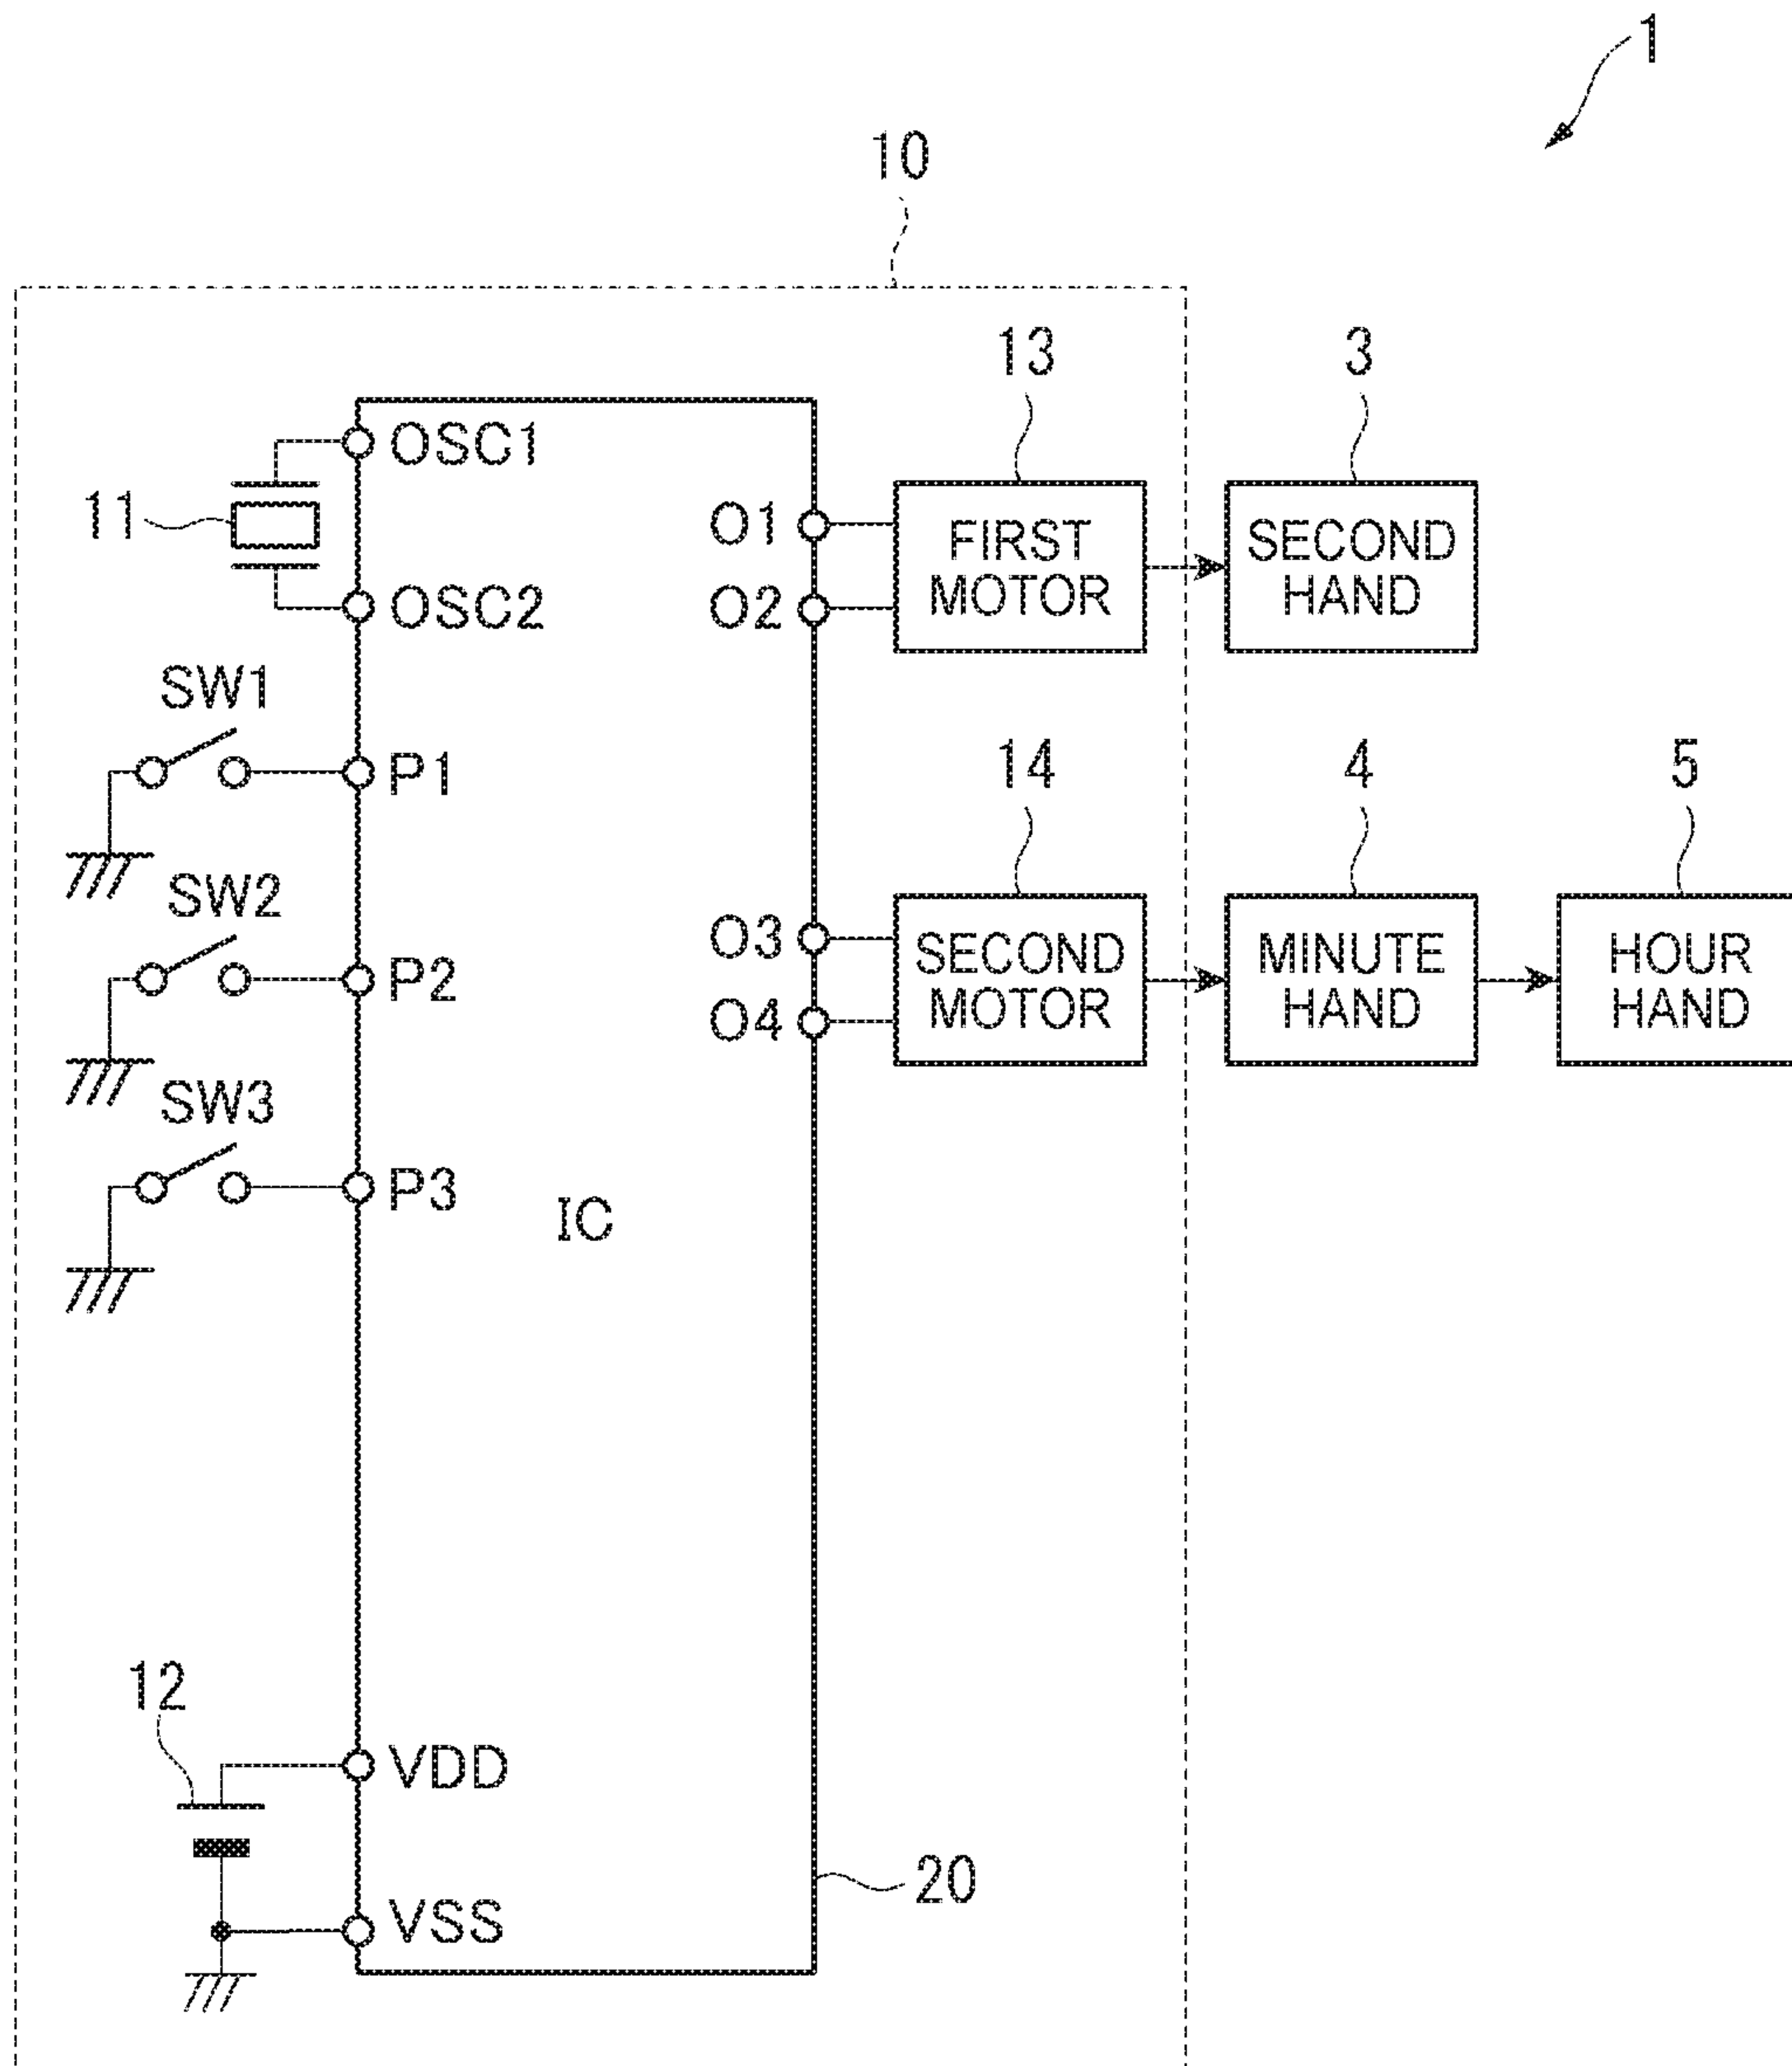 1
10
13
3
OSC1
11
O1
FIRST
MOTOR
SECOND
HAND
OSC2
O2
SW1
P1
14
4
5
SW2
P2
O3
SECOND
MOTOR
MINUTE
HAND
HOUR
HAND
O4
SW3
P3
IC
12
VDD
20
VSS